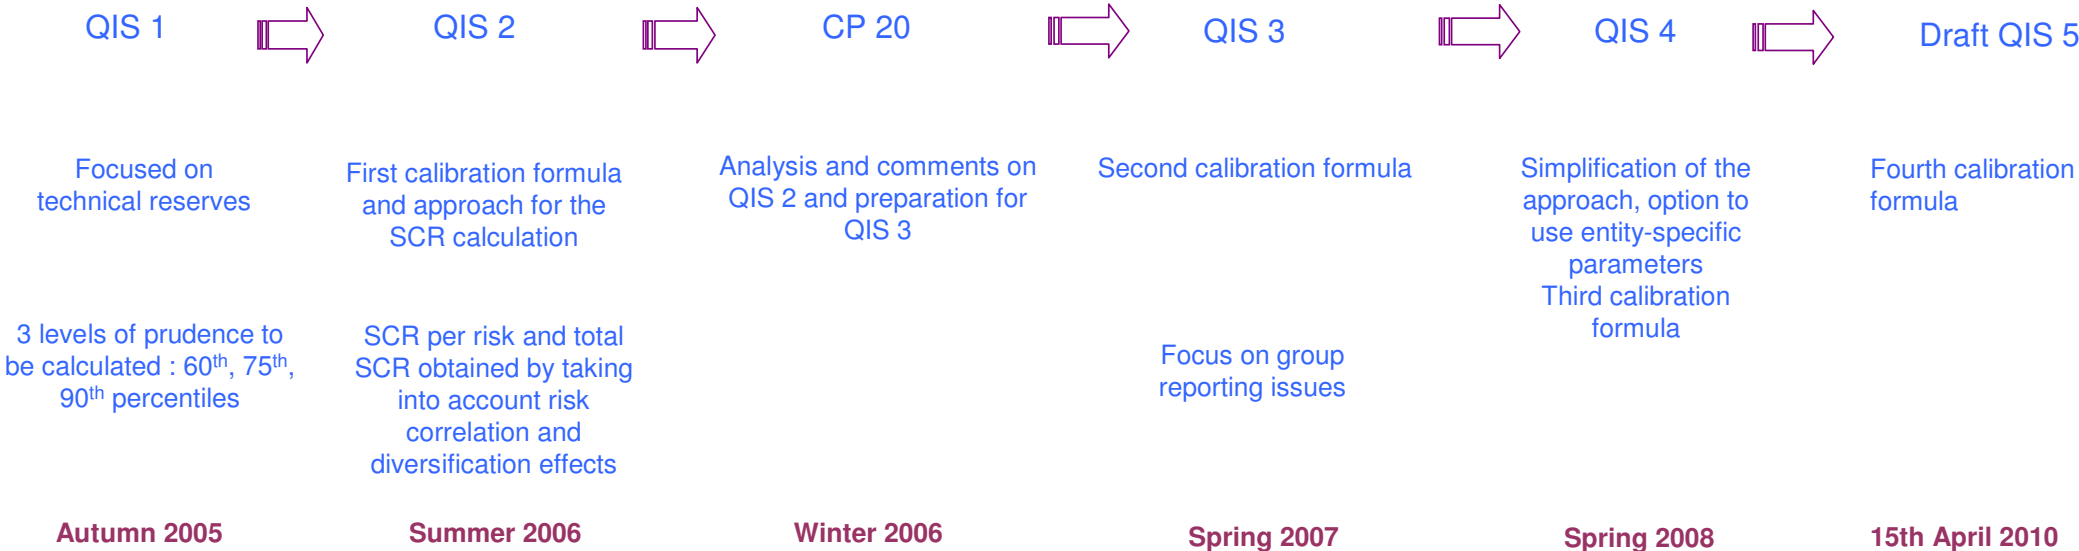 QIS 1
QIS 2
CP 20
QIS 3
QIS 4
Draft QIS 5
Focused on
technical reserves
First calibration formula
and approach for the
SCR calculation
Analysis and comments on
QIS 2 and preparation for
QIS 3
Second calibration formula
Simplification of the
approach, option to
use entity-specific
parameters
Third calibration
formula
Fourth calibration
formula
3 levels of prudence to
be calculated : 60th, 75th,
90th percentiles
SCR per risk and total
SCR obtained by taking
into account risk
correlation and
diversification effects
Focus on group
reporting issues
Autumn 2005
Summer 2006
Winter 2006
Spring 2007
Spring 2008
15th April 2010